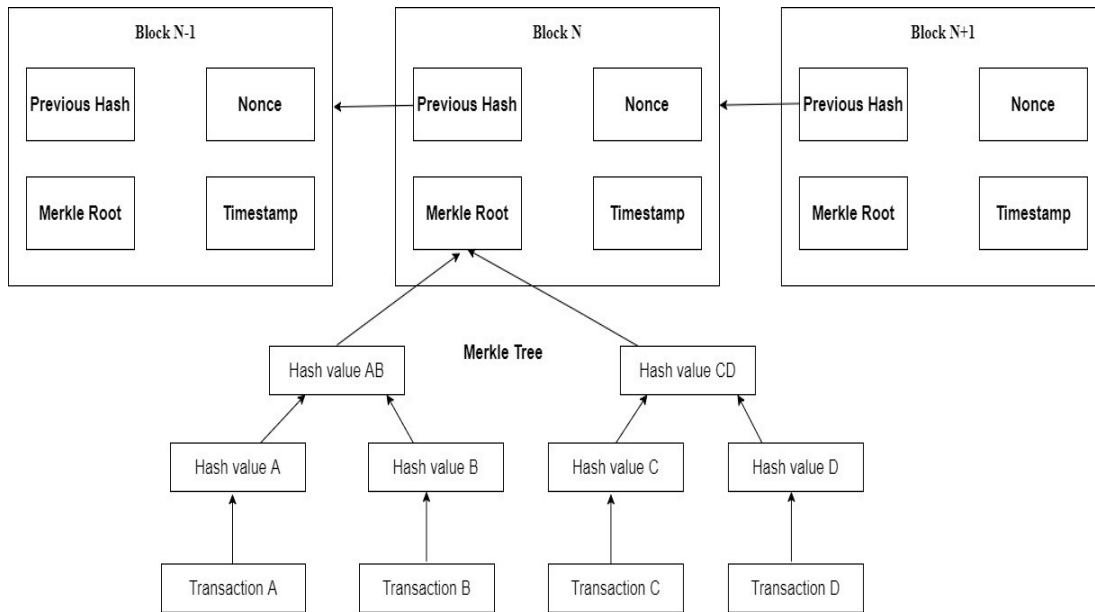 Block N-1
Block N
Block N+1
Previous Hash
Nonce
Previous Hash
Nonce
Previous Hash
Nonce
Merkle Root
Timestamp
Merkle Root
Timestamp
Merkle Root
Timestamp
Merkle Tree
Hash value AB
Hash value CD
Hash value A
Hash value B
Hash value C
Hash value D
Transaction A
Transaction B
Transaction C
Transaction D